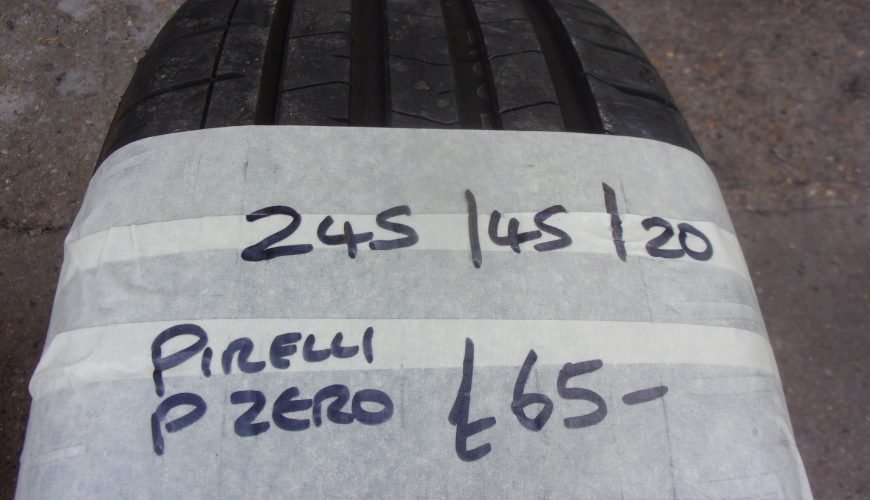 245/45/20
PIRELLI
P ZERO £65-